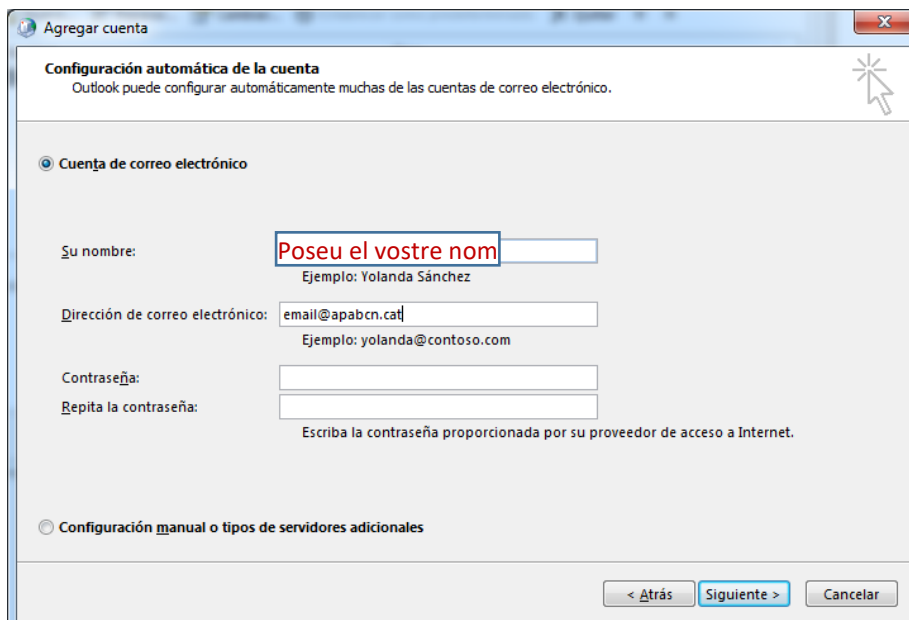 Agregar cuenta
Configuración automática de la cuenta
Outlook puede configurar automáticamente muchas de las cuentas de correo electrónico.
Cuenta de correo electrónico
Su nombre: Poseu el vostre nom
Ejemplo: Yolanda Sánchez
Dirección de correo electrónico: email@apabcn.cat
Ejemplo: yolanda@contoso.com
Contraseña:
Repita la contraseña:
Escriba la contraseña proporcionada por su proveedor de acceso a Internet.
Configuración manual o tipos de servidores adicionales
< Atrás Siguiente > Cancelar